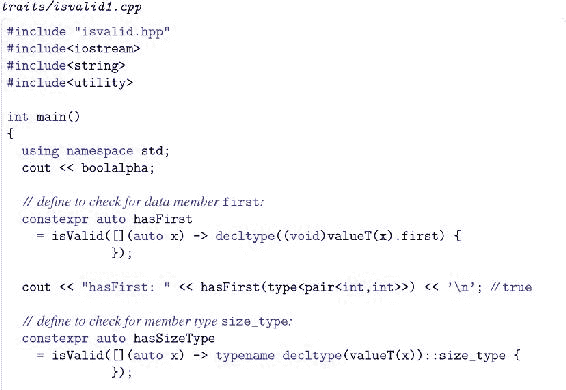 traits/isvalid1.cpp
#include "isvalid.hpp"
#include<iostream>
#include<string>
#include<utility>
int main()
{
using namespace std;
cout << boolalpha;
// define to check for data member first:
constexpr auto hasFirst
= isValid([](auto x) -> decltype((void)valueT(x).first) {
});
cout << "hasFirst: " << hasFirst(type<pair<int,int>>) << '\n'; // true
// define to check for member type size_type:
constexpr auto hasSizeType
= isValid([](auto x) -> typename decltype(valueT(x))::size_type {
});